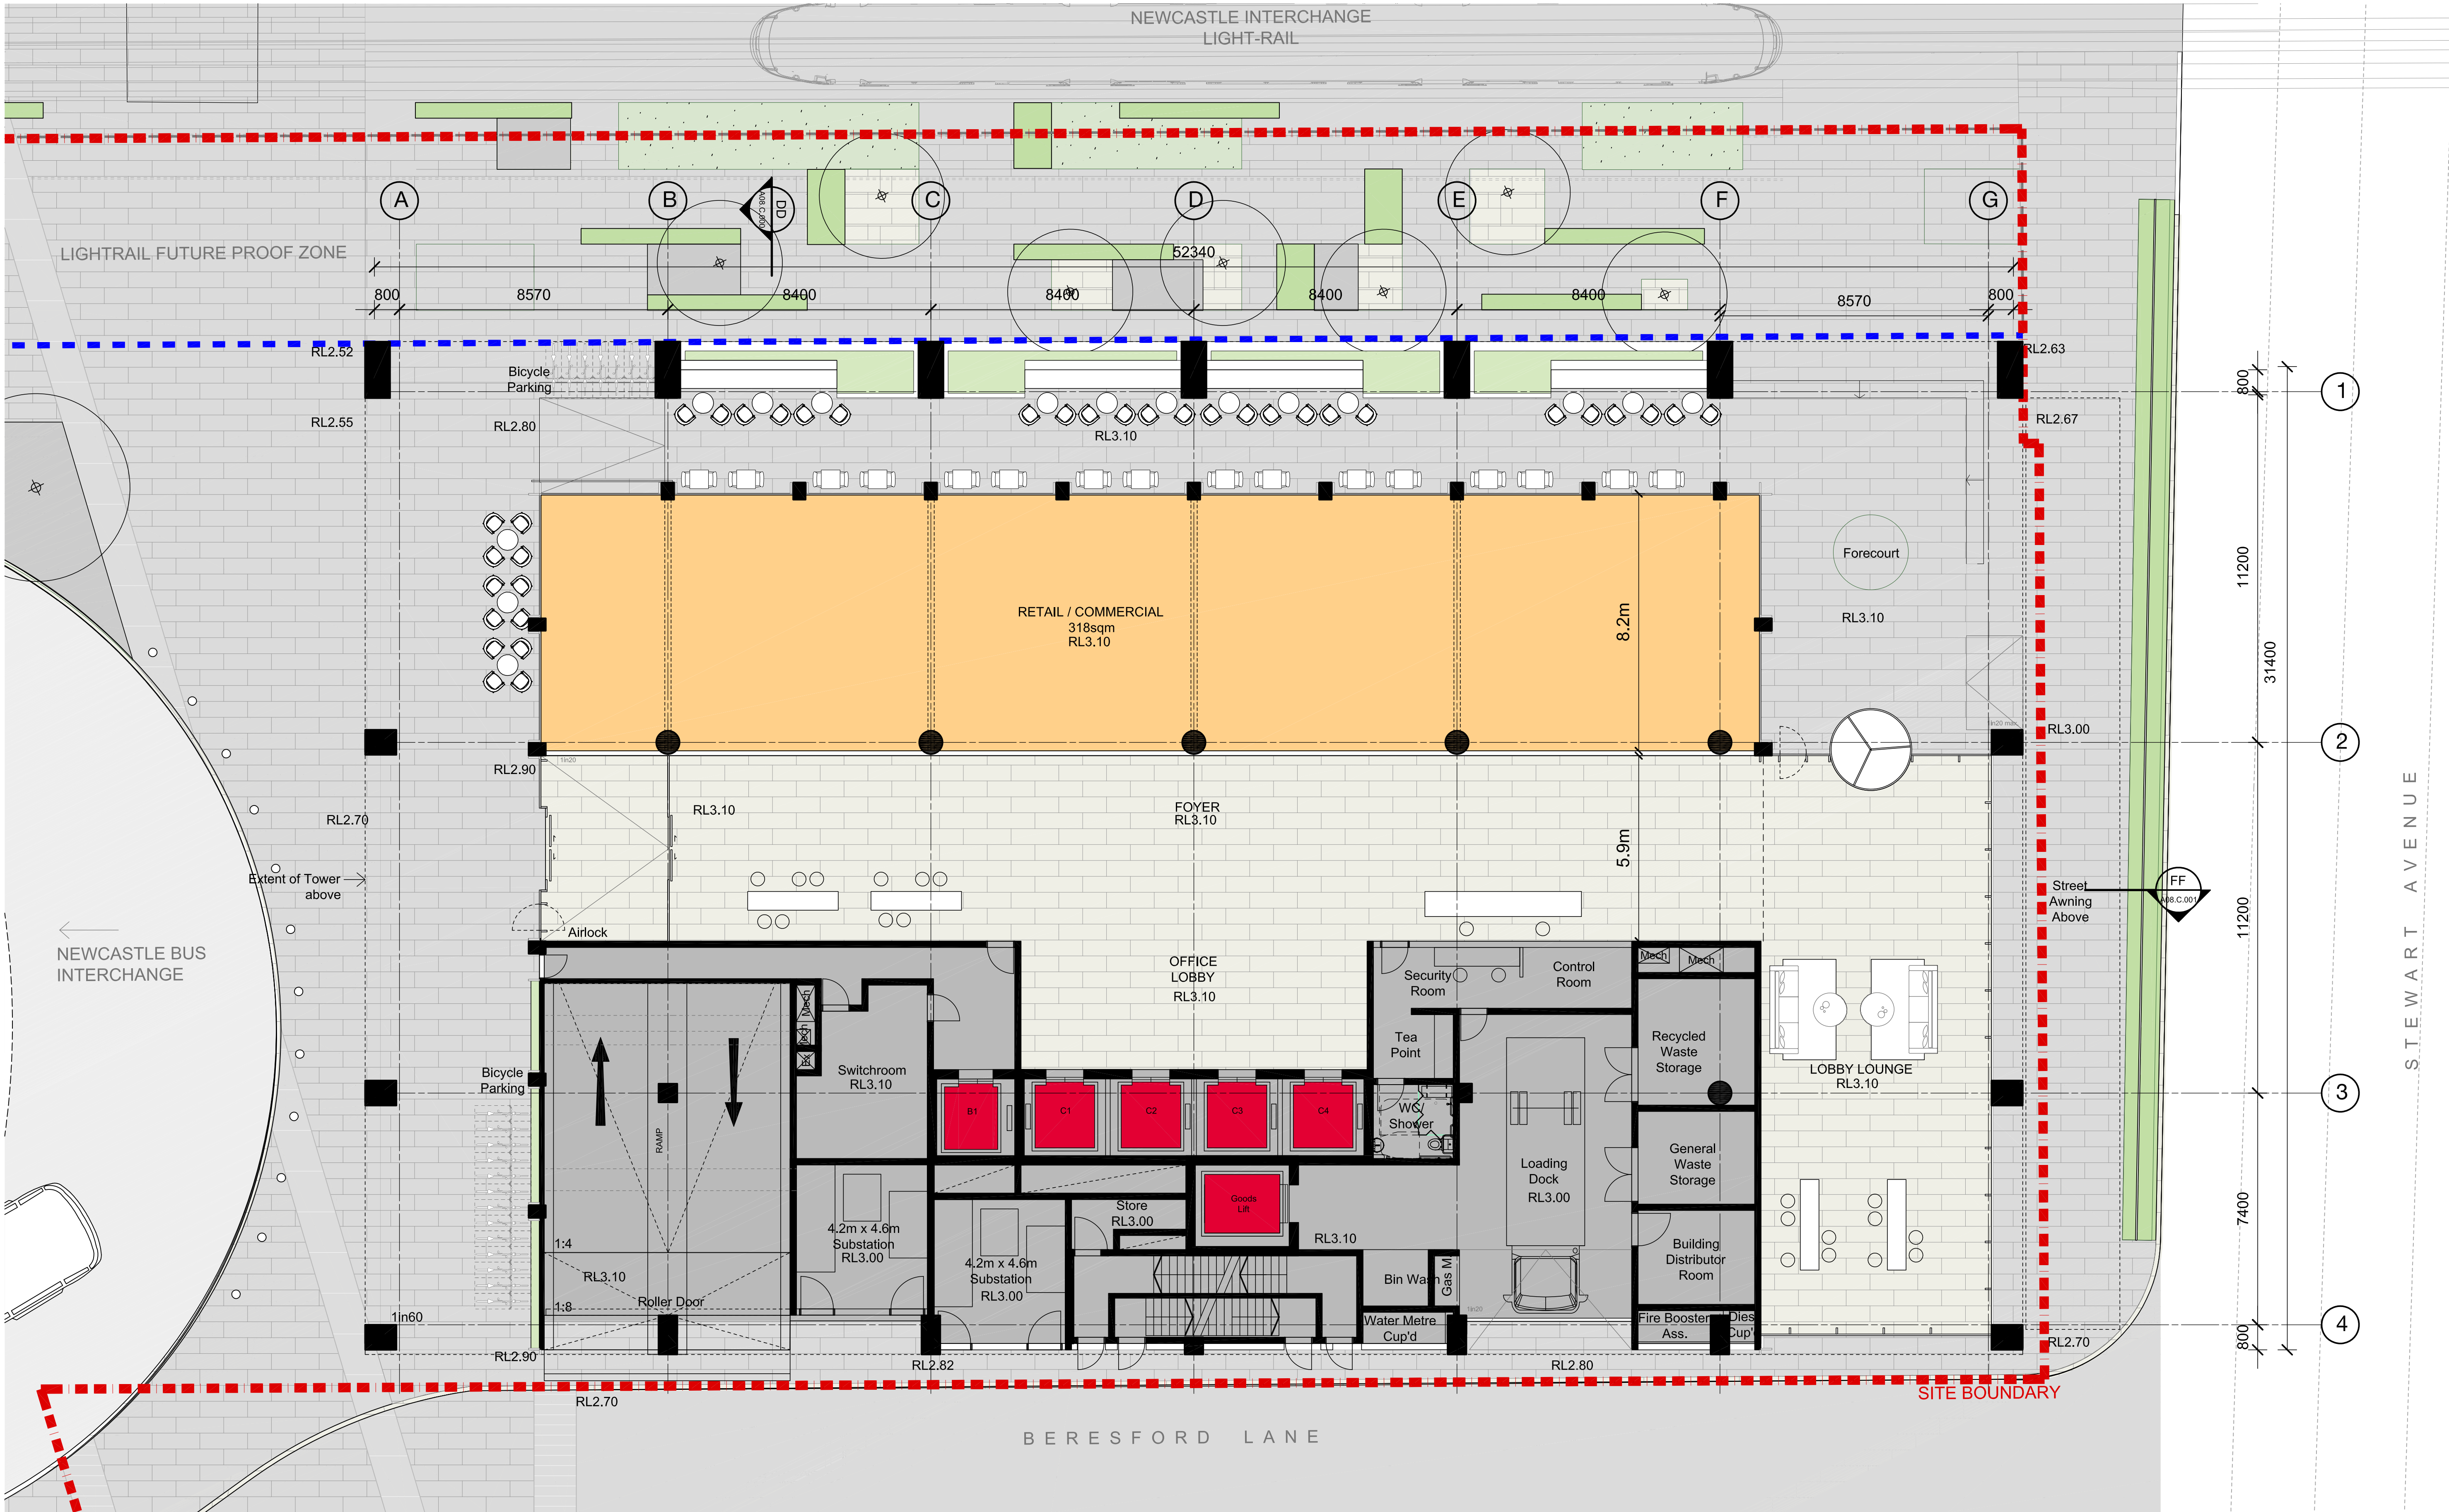 NEWCASTLE INTERCHANGE
LIGHT-RAIL
A
B
DD
A08.C.000
C
D
E
F
G
LIGHTRAIL FUTURE PROOF ZONE
52340
800
8570
8400
8400
8400
8400
8570
800
RL2.52
RL2.63
Bicycle
Parking
800
1
RL2.55
RL2.80
RL3.10
RL2.67
Forecourt
11200
RETAIL / COMMERCIAL
318sqm
RL3.10
8.2m
RL3.10
31400
1in20 max
RL3.00
2
RL2.90
1in20
RL3.10
FOYER
RL3.10
RL2.70
5.9m
Extent of Tower
above
Street
Awning
Above
FF
A08.C.001
11200
STEWART AVENUE
Airlock
NEWCASTLE BUS
INTERCHANGE
OFFICE
LOBBY
RL3.10
Security
Room
Control
Room
Mech
Mech
Mech
Recycled
Waste
Storage
Tea
Point
Bicycle
Parking
Switchroom
RL3.10
LOBBY LOUNGE
RL3.10
3
B1
C1
C2
C3
C4
WC
Shower
RAMP
General
Waste
Storage
Loading
Dock
RL3.00
Goods
Lift
Store
RL3.00
7400
4.2m x 4.6m
Substation
RL3.00
4.2m x 4.6m
Substation
RL3.00
RL3.10
Building
Distributor
Room
1:4
RL3.10
Bin Wash
Gas M
Roller Door
1:8
1in20
1in60
Water Metre
Cup'd
Fire Booster
Ass.
Dies
Cup'
4
800
RL2.70
RL2.90
RL2.82
RL2.80
SITE BOUNDARY
RL2.70
BERESFORD LANE